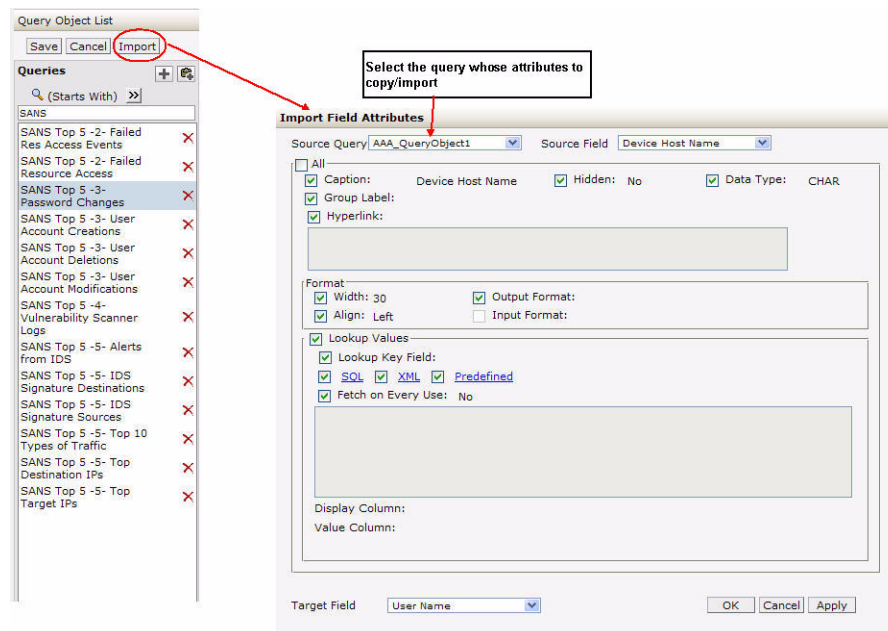 Query Object List
Save Cancel Import
Queries
(Starts With) >>
SANS
SANS Top 5 -2- Failed
Res Access Events
SANS Top 5 -2- Failed
Resource Access
SANS Top 5 -3-
Password Changes
SANS Top 5 -3- User
Account Creations
SANS Top 5 -3- User
Account Deletions
SANS Top 5 -3- User
Account Modifications
SANS Top 5 -4-
Vulnerability Scanner
Logs
SANS Top 5 -5- Alerts
from IDS
SANS Top 5 -5- IDS
Signature Destinations
SANS Top 5 -5- IDS
Signature Sources
SANS Top 5 -5- Top 10
Types of Traffic
SANS Top 5 -5- Top
Destination IPs
SANS Top 5 -5- Top
Target IPs
Select the query whose attributes to
copy/import
Import Field Attributes
Source Query AAA_QueryObject1 Source Field Device Host Name
All
Caption: Device Host Name Hidden: No Data Type: CHAR
Group Label:
Hyperlink:
Format
Width: 30 Output Format:
Align: Left Input Format:
Lookup Values
Lookup Key Field:
SQL XML Predefined
Fetch on Every Use: No
Display Column:
Value Column:
Target Field User Name OK Cancel Apply